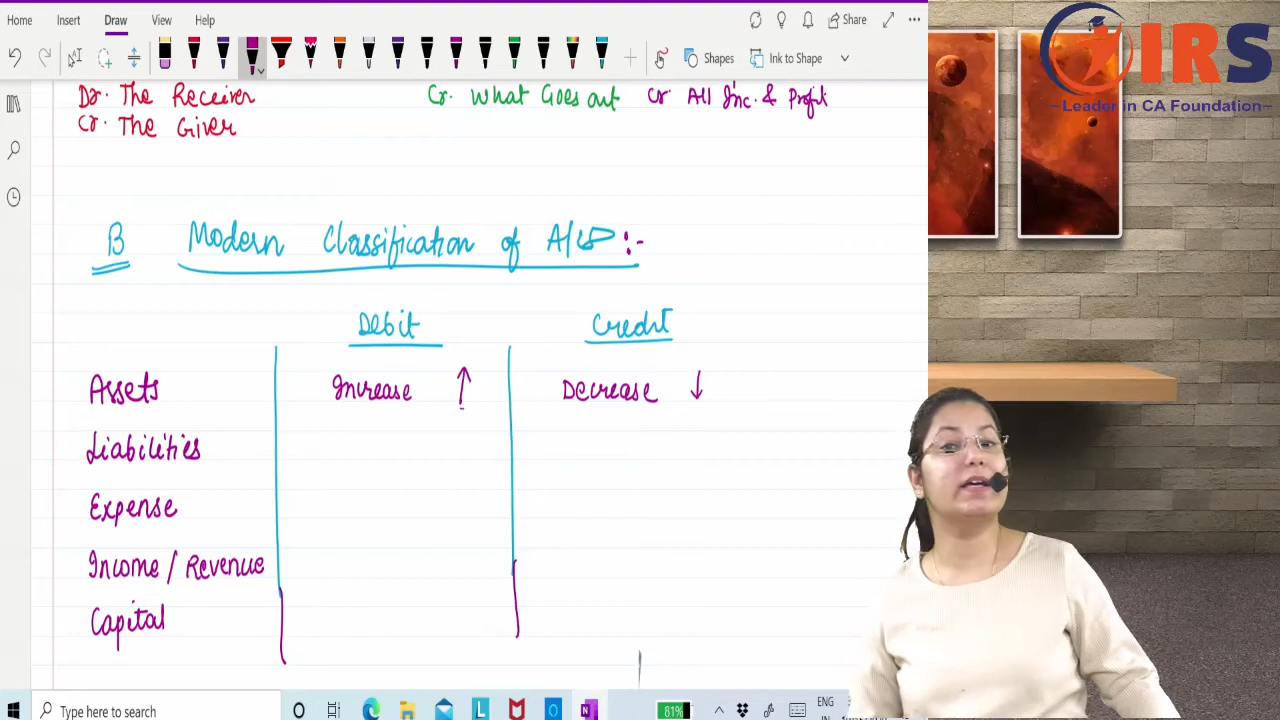 Home Insert Draw View Help Share
Shapes Ink to Shape
IRS
Leader in CA Foundation
Dr. The Receiver
Cr. What Goes out Cr. All Inc. & Profit
Cr. The Giver
B Modern Classification of A/cs :-
Debit Credit
Assets Increase ↑ Decrease ↓
Liabilities
Expense
Income / Revenue
Capital
Type here to search
81%
ENG